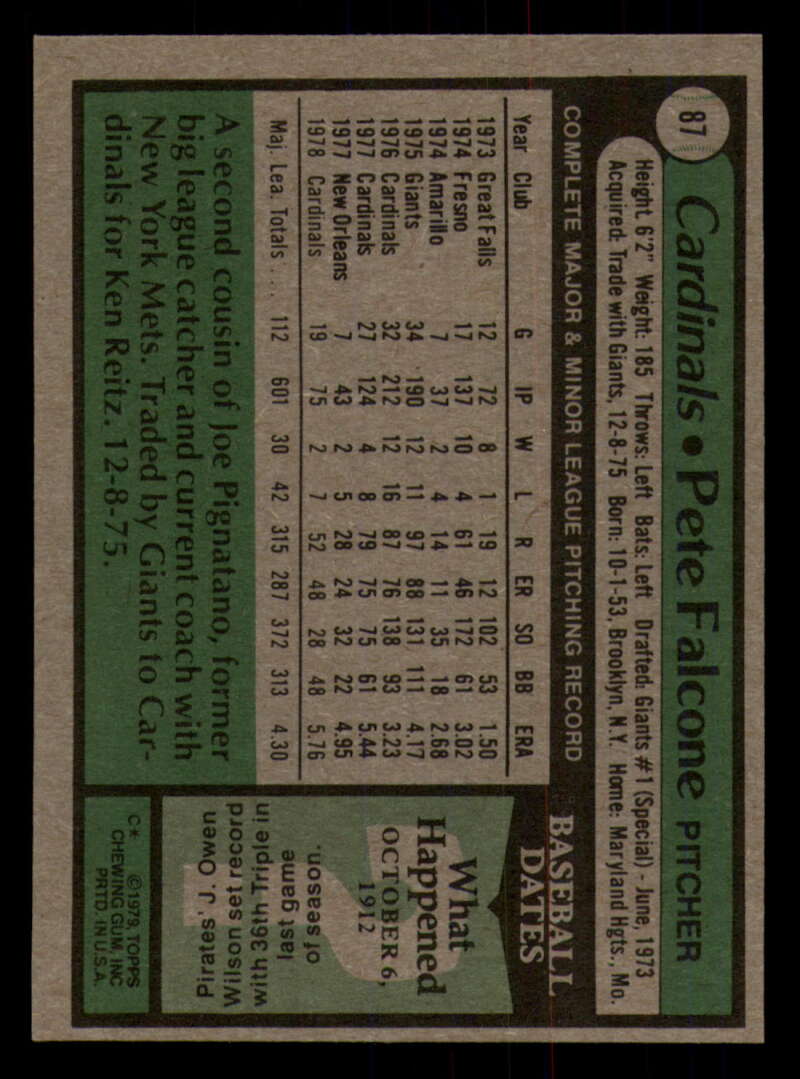 87
Cardinals • Pete Falcone PITCHER
Height. 6'2" Weight: 185 Throws: Left Bats: Left Drafted: Giants #1 (Special) - June, 1973
Acquired: Trade with Giants, 12-8-75 Born: 10-1-53, Brooklyn, N.Y. Home: Maryland Hgts., Mo.
COMPLETE MAJOR & MINOR LEAGUE PITCHING RECORD
Year Club G IP W L R ER SO BB ERA
1973 Great Falls 12 72 8 1 19 12 102 53 1.50
1974 Fresno 17 137 10 4 61 46 172 61 3.02
1974 Amarillo 7 37 2 4 14 11 35 18 2.68
1975 Giants 34 190 12 11 97 88 131 111 4.17
1976 Cardinals 32 212 12 16 87 76 138 93 3.23
1977 Cardinals 27 124 4 8 79 75 75 61 5.44
1977 New Orleans 7 43 2 5 28 24 32 22 4.95
1978 Cardinals 19 75 2 7 52 48 28 48 5.76
Maj. Lea. Totals . . . 112 601 30 42 315 287 372 313 4.30
A second cousin of Joe Pignatano, former
big league catcher and current coach with
New York Mets. Traded by Giants to Car-
dinals for Ken Reitz. 12-8-75.
BASEBALL
DATES
What
Happened
OCTOBER 6,
1912
Pirates' J. Owen
Wilson set record
with 36th Triple in
last game
of season.
C* ©1979, TOPPS
CHEWING GUM, INC
PRTD. IN U.S.A.